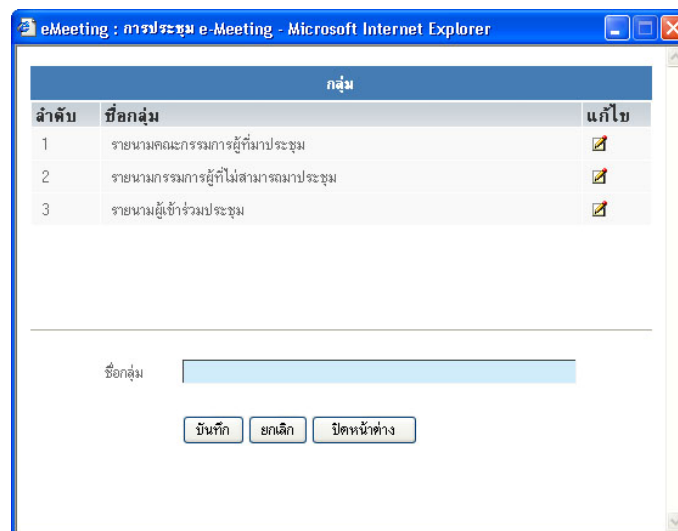 eMeeting : การประชุม e-Meeting - Microsoft Internet Explorer
กลุ่ม
ลำดับ ชื่อกลุ่ม แก้ไข
1 รายนามคณะกรรมการผู้ที่มาประชุม
2 รายนามกรรมการผู้ที่ไม่สามารถมาประชุม
3 รายนามผู้เข้าร่วมประชุม
ชื่อกลุ่ม
บันทึก ยกเลิก ปิดหน้าต่าง